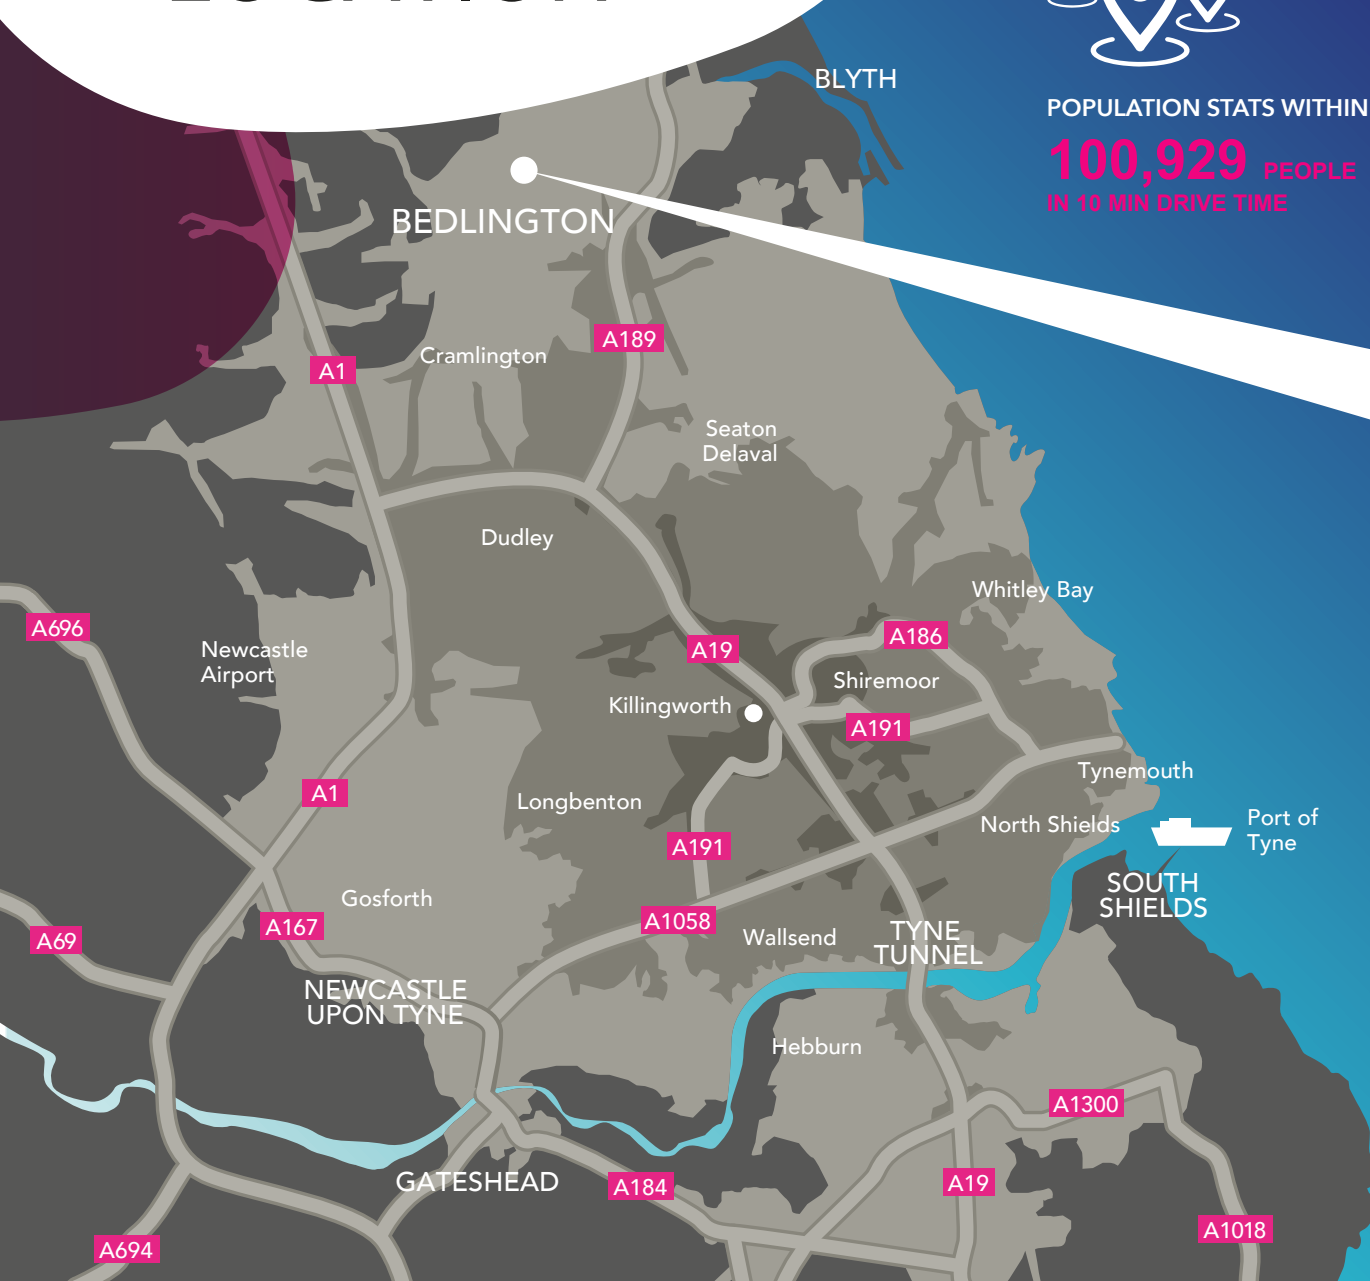 BLYTH
POPULATION STATS WITHIN
100,929 PEOPLE
IN 10 MIN DRIVE TIME
BEDLINGTON
A189
Cramlington
A1
Seaton
Delaval
Dudley
Whitley Bay
A696
A186
Newcastle
Airport
A19
Shiremoor
Killingworth
A191
Tynemouth
A1
Longbenton
North Shields
Port of
Tyne
A191
SOUTH
SHIELDS
Gosforth
A167
A1058
A69
Wallsend
TYNE
TUNNEL
NEWCASTLE
UPON TYNE
Hebburn
A1300
GATESHEAD
A184
A19
A1018
A694